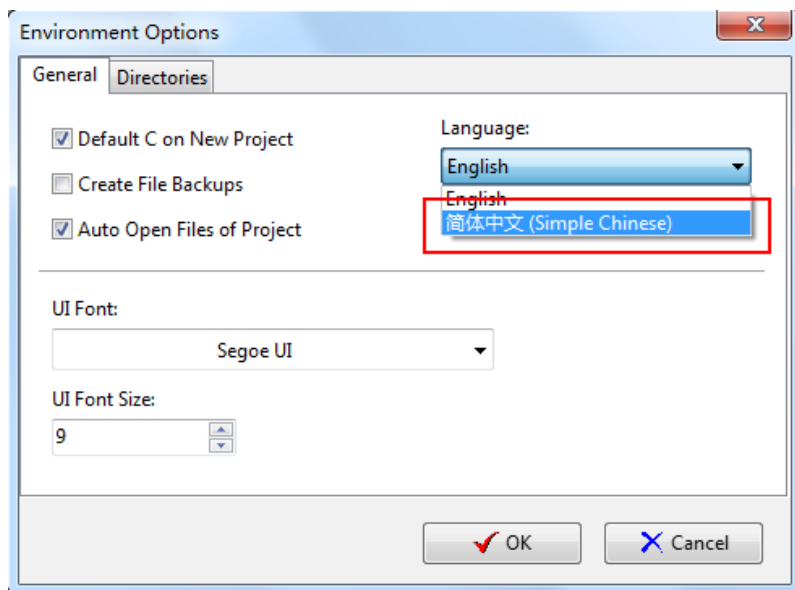 Environment Options
General
Directories
Default C on New Project
Create File Backups
Auto Open Files of Project
Language:
English
English
简体中文 (Simple Chinese)
UI Font:
Segoe UI
UI Font Size:
9
OK
Cancel